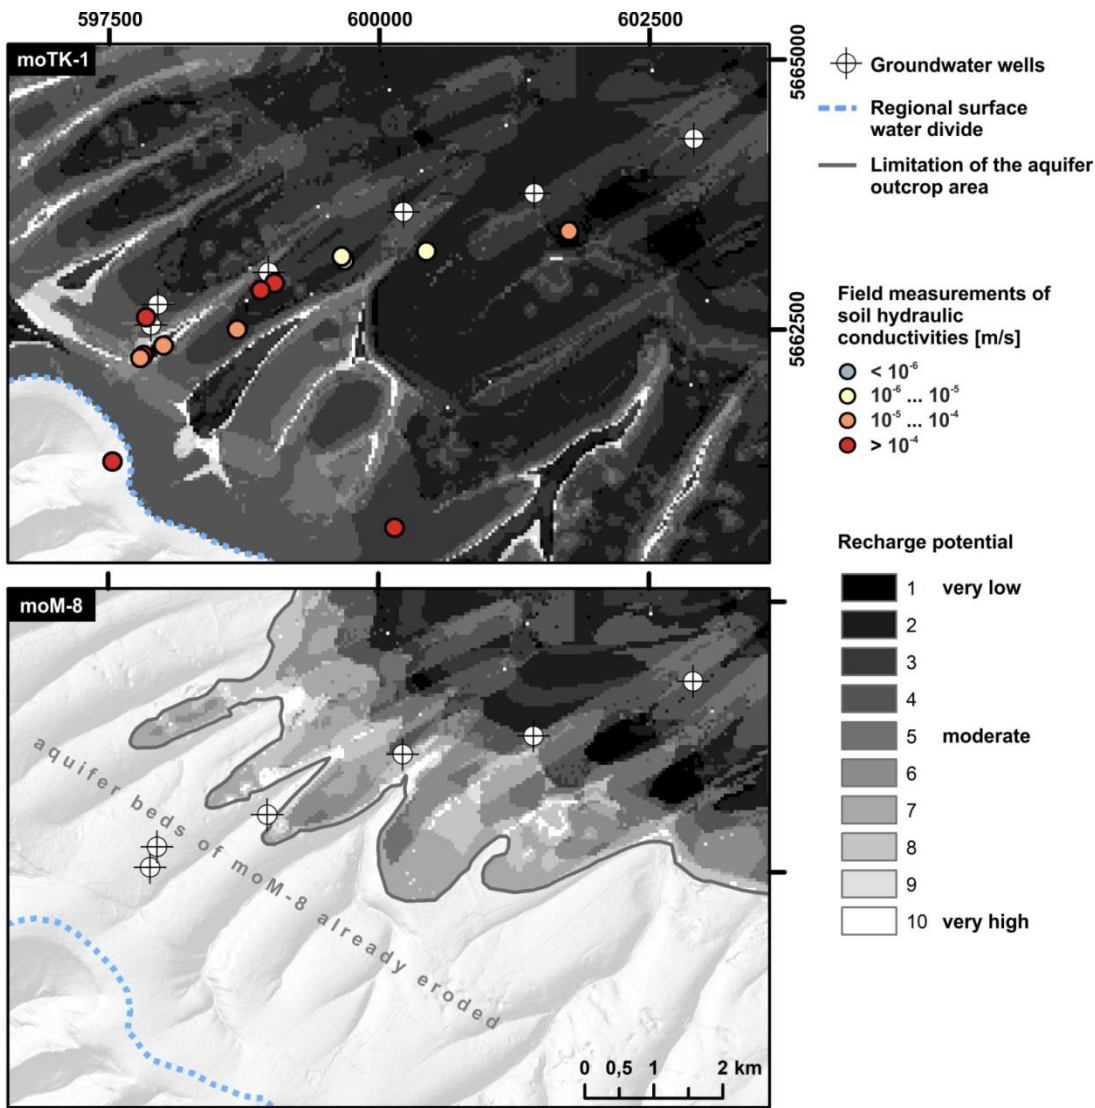 597500 600000 602500
moTK-1
5665000
5662500
Groundwater wells
Regional surface
water divide
Limitation of the aquifer
outcrop area
Field measurements of
soil hydraulic
conductivities [m/s]
< 10⁻⁶
10⁻⁶ ... 10⁻⁵
10⁻⁵ ... 10⁻⁴
> 10⁻⁴
Recharge potential
1 very low
2
3
4
5 moderate
6
7
8
9
10 very high
moM-8
aquifer beds of moM-8 already eroded
0 0,5 1 2 km